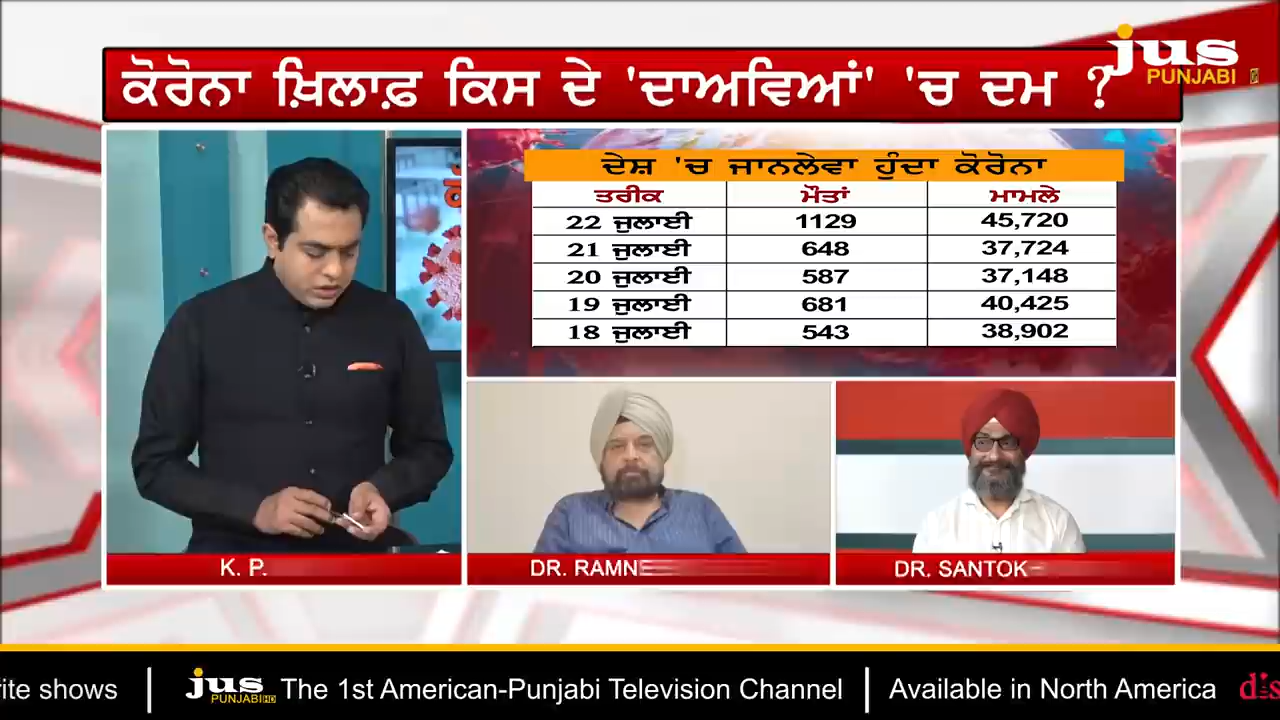 ਕੋਰੋਨਾ ਖ਼ਿਲਾਫ਼ ਕਿਸ ਦੇ 'ਦਾਅਵਿਆਂ' 'ਚ ਦਮ ?
jus
PUNJABI
ਦੇਸ਼ 'ਚ ਜਾਨਲੇਵਾ ਹੁੰਦਾ ਕੋਰੋਨਾ
ਤਰੀਕ ਮੌਤਾਂ ਮਾਮਲੇ
22 ਜੁਲਾਈ 1129 45,720
21 ਜੁਲਾਈ 648 37,724
20 ਜੁਲਾਈ 587 37,148
19 ਜੁਲਾਈ 681 40,425
18 ਜੁਲਾਈ 543 38,902
K. P.
DR. RAMN
DR. SANTOK
rite shows | jus PUNJABI HD The 1st American-Punjabi Television Channel | Available in North America dis